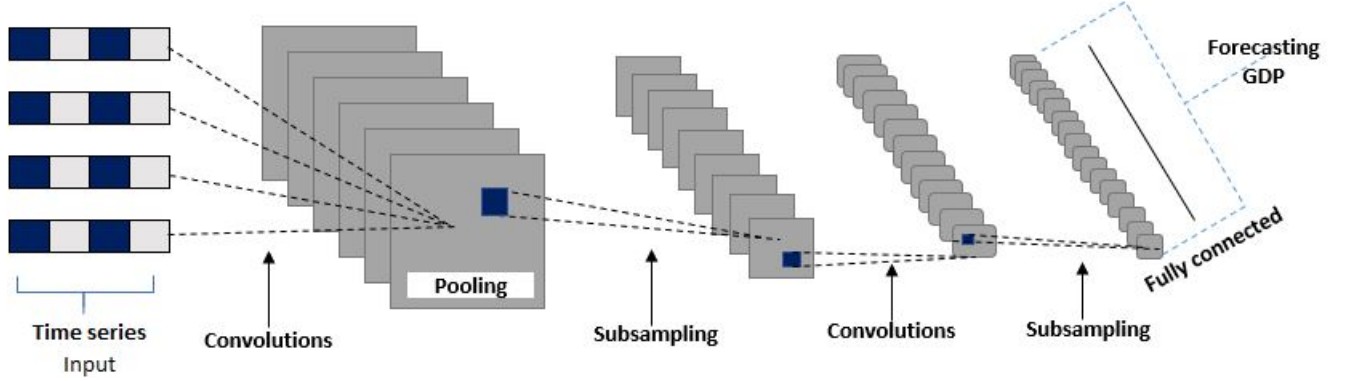 Forecasting
GDP
Pooling
Fully connected
Time series
Input
Convolutions
Subsampling
Convolutions
Subsampling